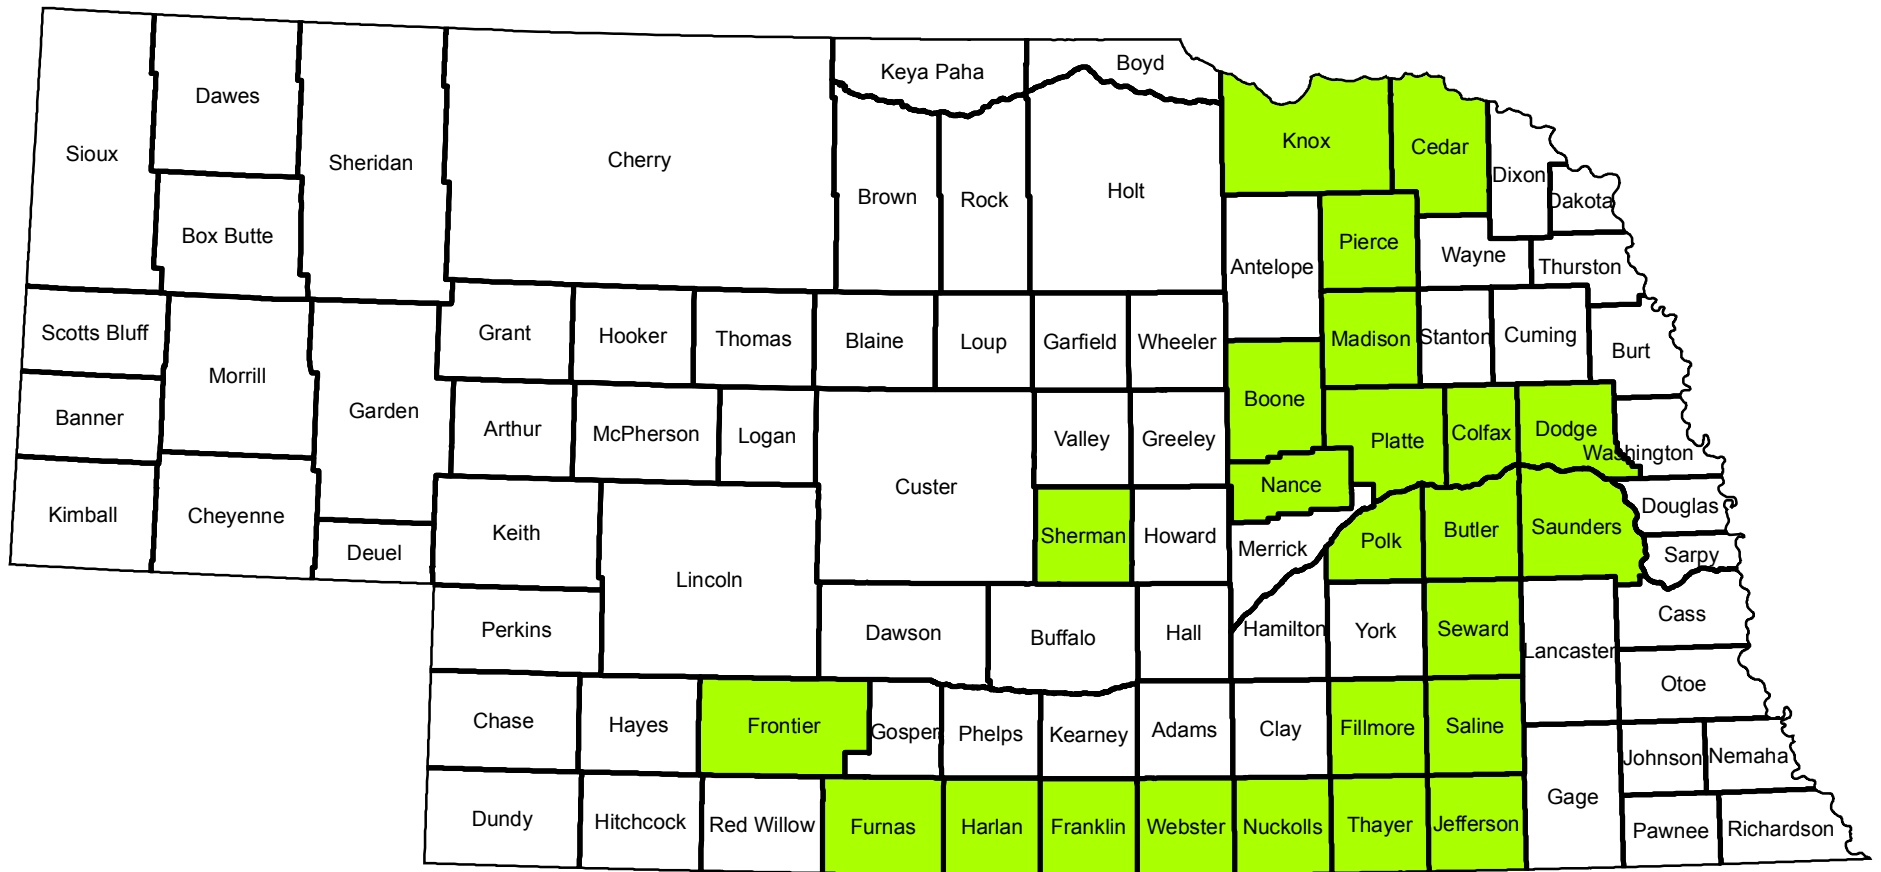 Keya Paha
Boyd
Dawes
Sioux
Sheridan
Cherry
Knox
Cedar
Dixon
Brown
Rock
Holt
Dakota
Box Butte
Pierce
Wayne
Antelope
Thurston
Scotts Bluff
Grant
Hooker
Thomas
Blaine
Loup
Garfield
Wheeler
Madison
Stanton
Cuming
Burt
Morrill
Garden
Banner
Boone
Arthur
McPherson
Logan
Valley
Greeley
Platte
Colfax
Dodge
Washington
Custer
Nance
Kimball
Cheyenne
Douglas
Keith
Sherman
Howard
Merrick
Polk
Butler
Saunders
Deuel
Sarpy
Lincoln
Perkins
Dawson
Buffalo
Hall
Hamilton
York
Seward
Cass
Lancaster
Otoe
Chase
Hayes
Frontier
Gosper
Phelps
Kearney
Adams
Clay
Fillmore
Saline
Johnson
Nemaha
Dundy
Hitchcock
Red Willow
Furnas
Harlan
Franklin
Webster
Nuckolls
Thayer
Jefferson
Gage
Pawnee
Richardson